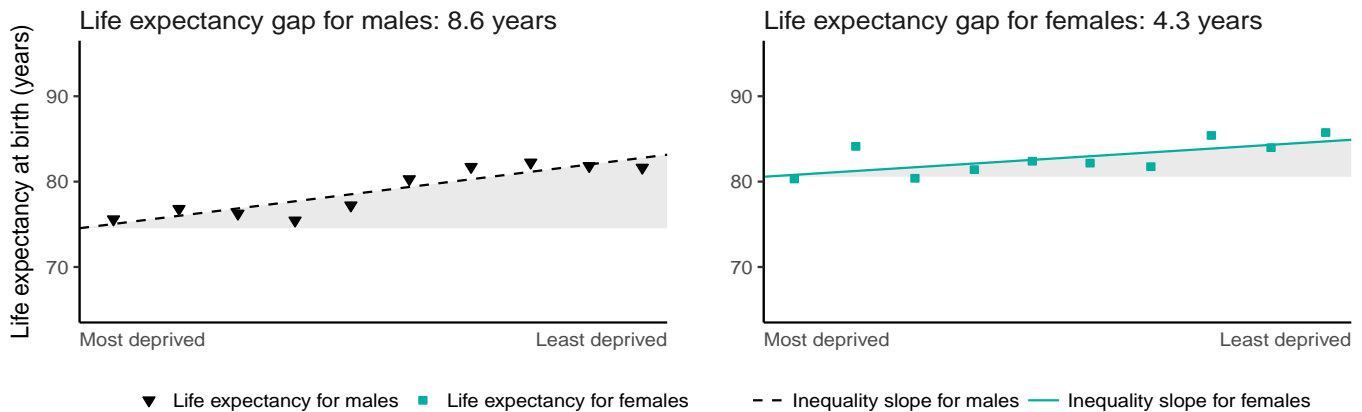 Life expectancy gap for males: 8.6 years
Life expectancy at birth (years)
90
80
70
Most deprived
Least deprived
Life expectancy gap for females: 4.3 years
90
80
70
Most deprived
Least deprived
Life expectancy for males
Life expectancy for females
Inequality slope for males
Inequality slope for females